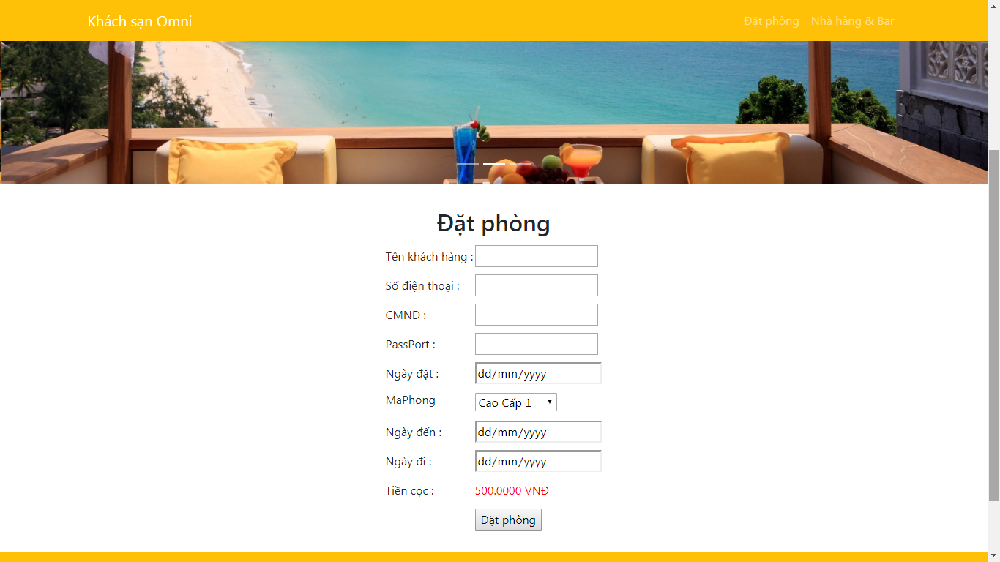 Khách sạn Omni
Đặt phòng Nhà hàng & Bar
Đặt phòng
Tên khách hàng :
Số điện thoại :
CMND :
PassPort :
Ngày đặt : dd/mm/yyyy
MaPhong Cao Cấp 1
Ngày đến : dd/mm/yyyy
Ngày đi : dd/mm/yyyy
Tiền cọc : 500.0000 VNĐ
Đặt phòng